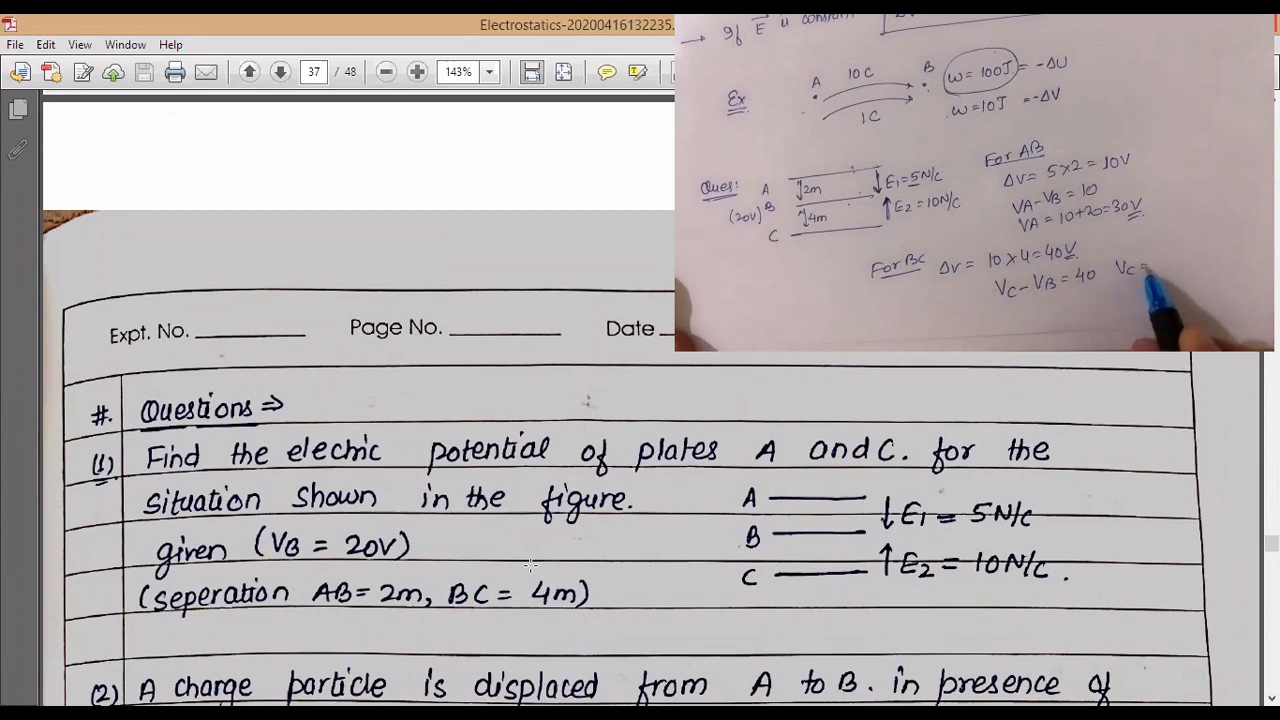 Electrostatics-20200416132235.
File Edit View Window Help
37 / 48 143%
→ If E is constant
Ex A 10C B W = 100J = -ΔU
1C W = 10J = -ΔV
Ques: A 2m E1 = 5N/C
(20V) B 4m E2 = 10N/C
C
For AB
ΔV = 5×2 = 10V
VA-VB = 10
VA = 10+20=30V
For BC ΔV = 10×4=40V
VC-VB = 40 VC =
Expt. No. Page No. Date
#. Questions ⇒
(1) Find the electric potential of plates A and C. for the
situation shown in the figure.
A ↓ E1 = 5N/C
given (VB = 20V)
B
C ↑ E2 = 10N/C.
(seperation AB = 2m, BC = 4m)
(2) A charge particle is displaced from A to B. in presence of